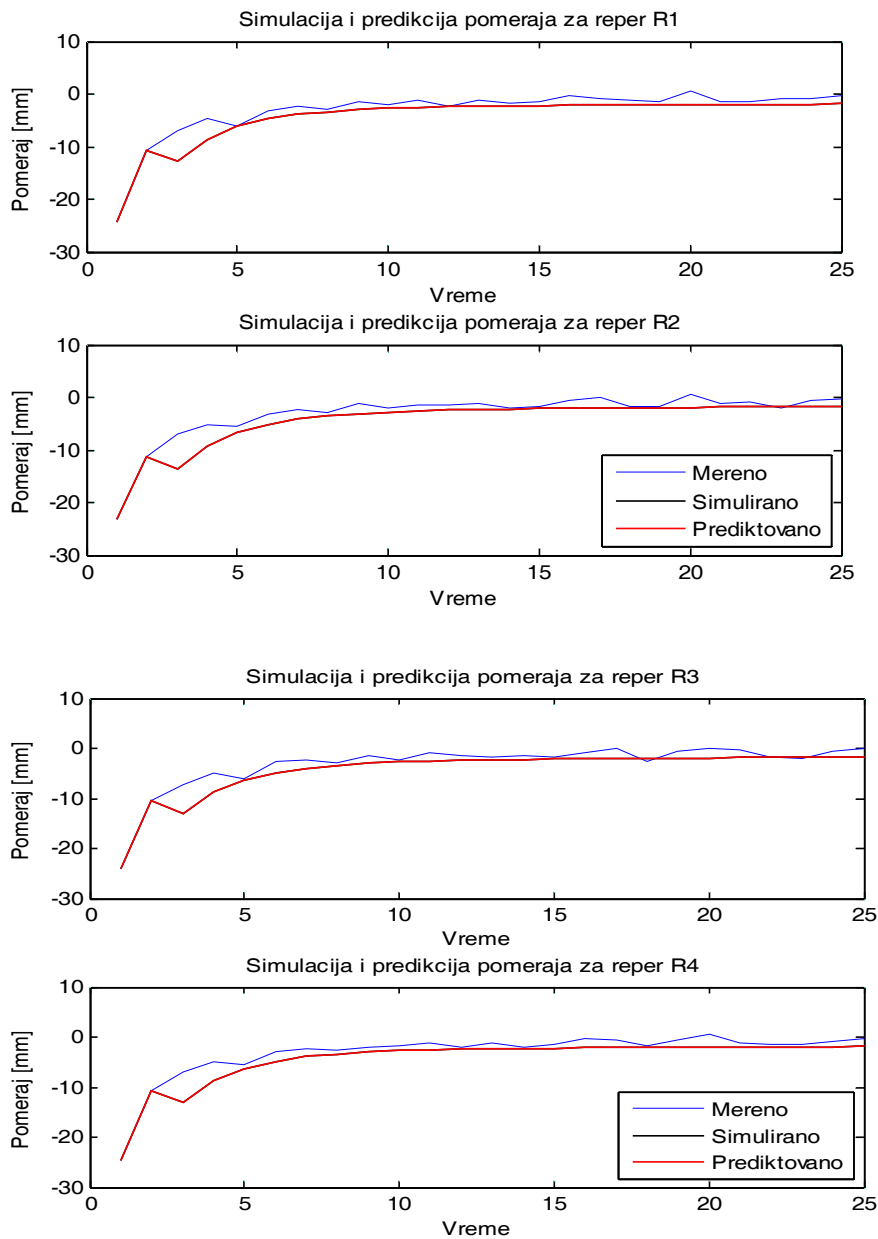 Simulacija i predikcija pomeraja za reper R1
Pomeraj [mm]
10
0
-10
-20
-30
0 5 10 15 20 25
Vreme
Simulacija i predikcija pomeraja za reper R2
Pomeraj [mm]
10
0
-10
-20
-30
Mereno
Simulirano
Prediktovano
0 5 10 15 20 25
Vreme
Simulacija i predikcija pomeraja za reper R3
Pomeraj [mm]
10
0
-10
-20
-30
0 5 10 15 20 25
Vreme
Simulacija i predikcija pomeraja za reper R4
Pomeraj [mm]
10
0
-10
-20
-30
Mereno
Simulirano
Prediktovano
0 5 10 15 20 25
Vreme